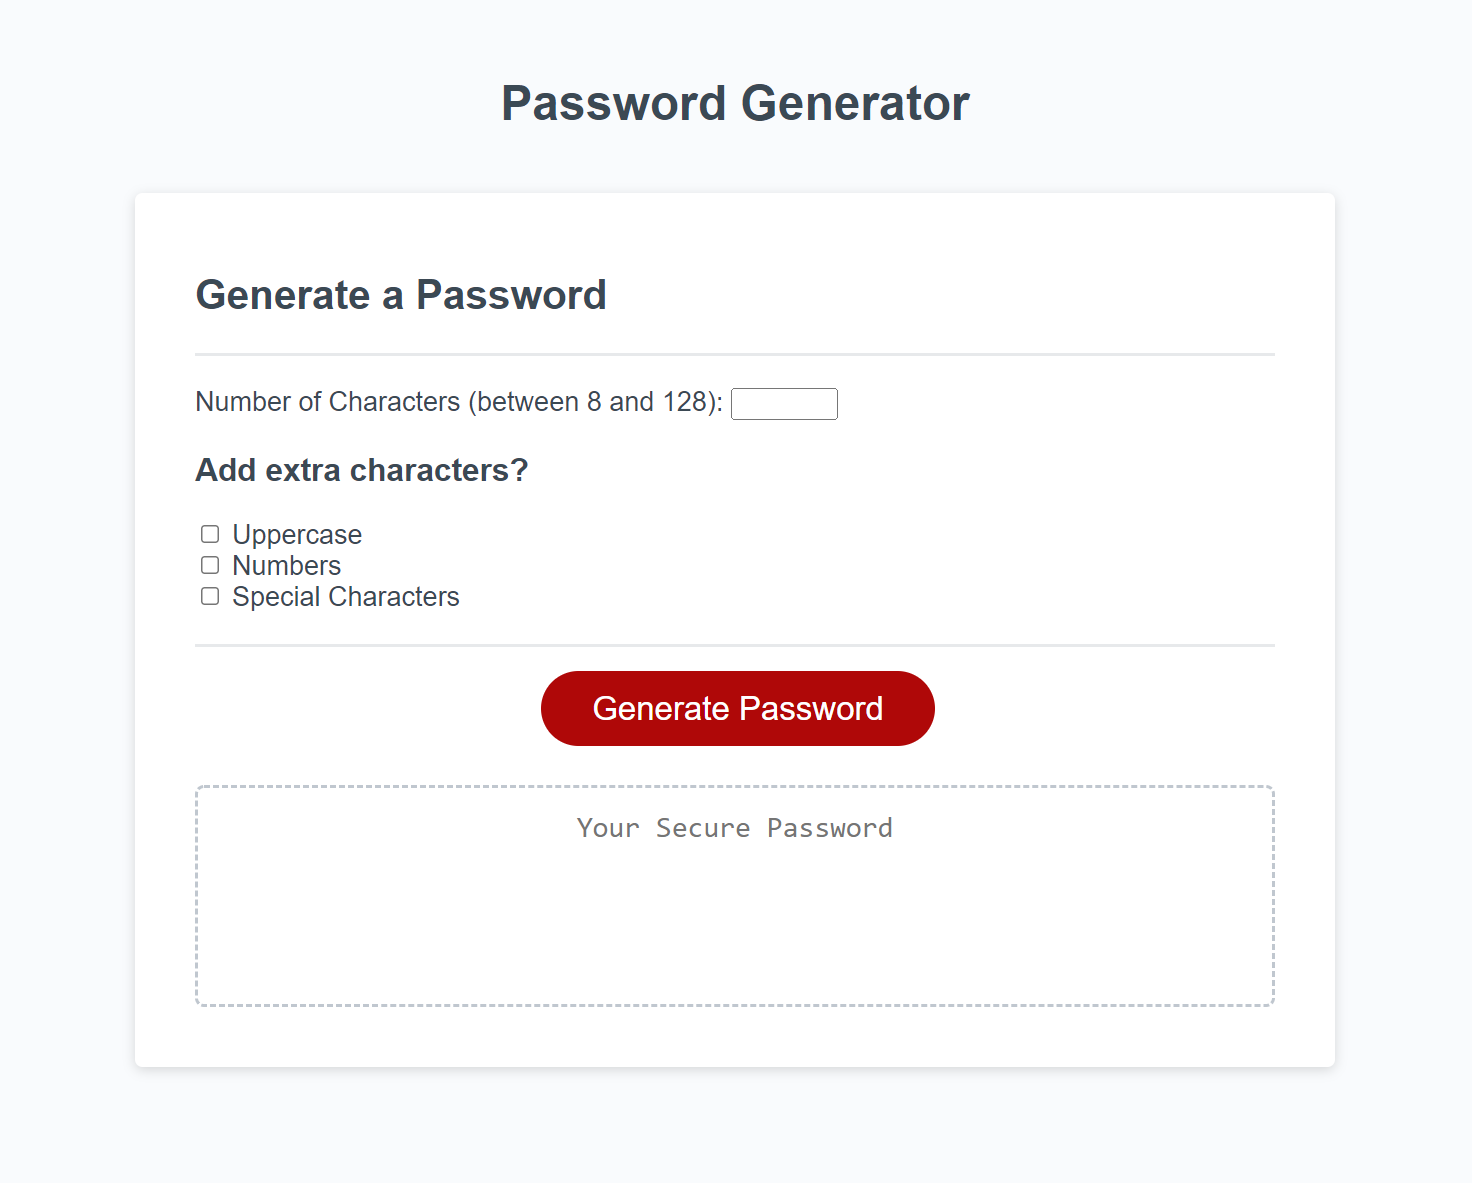 Password Generator
Generate a Password
Number of Characters (between 8 and 128):
Add extra characters?
Uppercase
Numbers
Special Characters
Generate Password
Your Secure Password